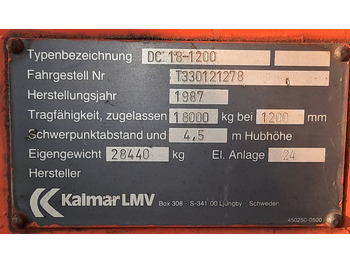 Typenbezeichnung DC 18-1200
Fahrgestell Nr T330121278
Herstellungsjahr 1987
Tragfähigkeit, zugelassen 18000 kg bei 1200 mm
Schwerpunktabstand und 4,5 m Hubhöhe
Eigengewicht 28440 kg El. Anlage 24
Hersteller
Kalmar LMV
Box 308 - S-341 00 Ljungby - Schweden
450250-0500